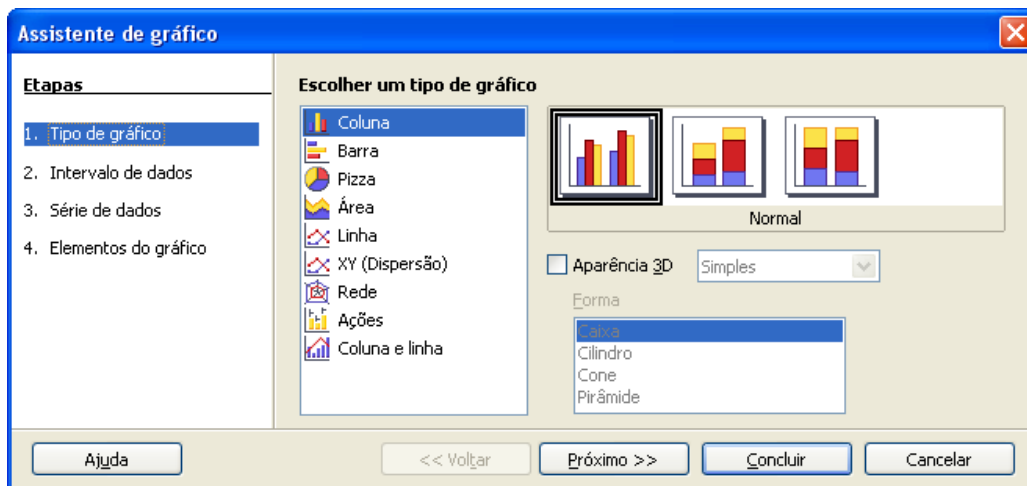 Assistente de gráfico
Etapas
1. Tipo de gráfico
2. Intervalo de dados
3. Série de dados
4. Elementos do gráfico
Escolher um tipo de gráfico
Coluna
Barra
Pizza
Área
Linha
XY (Dispersão)
Rede
Ações
Coluna e linha
Normal
Aparência 3D
Simples
Forma
Caixa
Cilindro
Cone
Pirâmide
Ajuda
<< Voltar
Próximo >>
Concluir
Cancelar